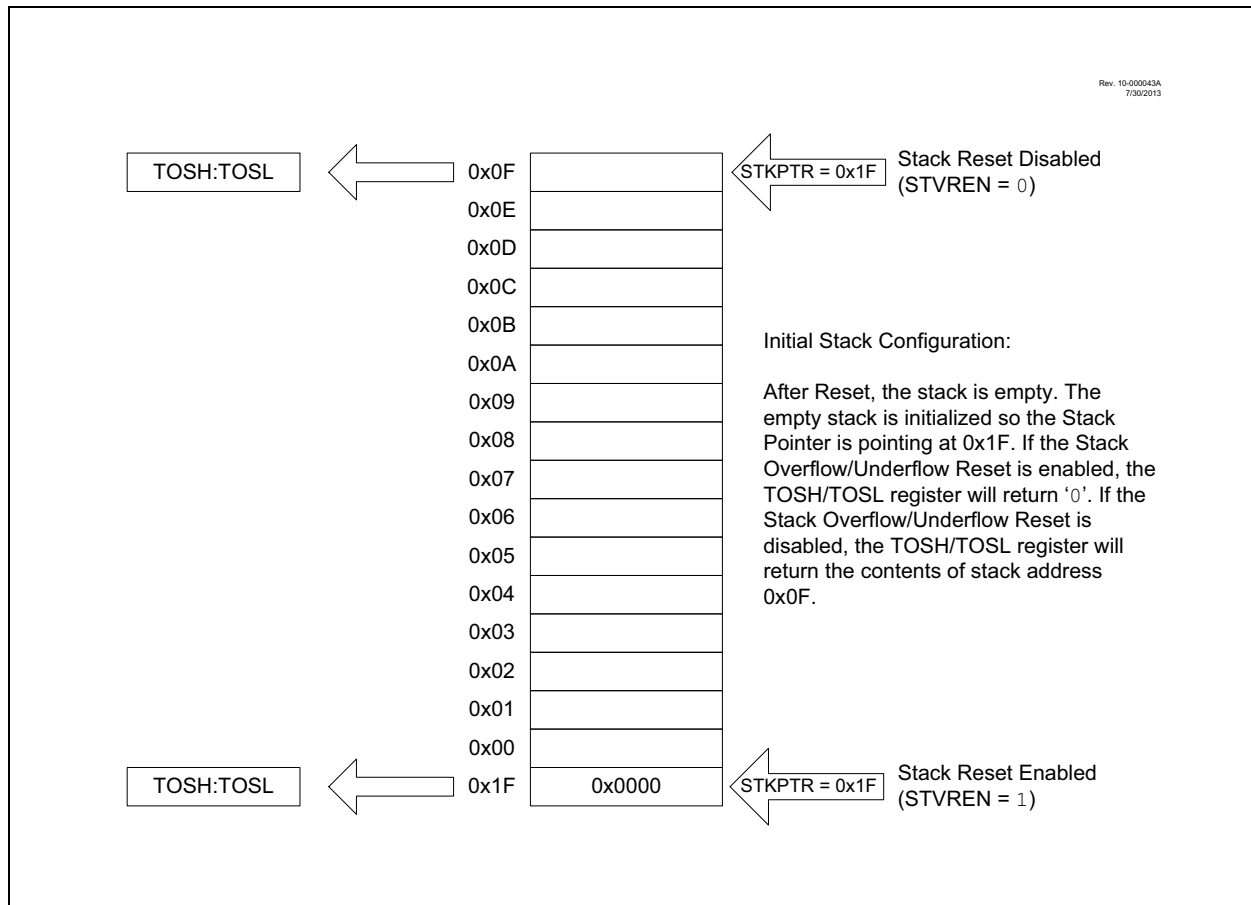 Rev. 10-000043A
7/30/2013
TOSH:TOSL
0x0F
STKPTR = 0x1F
Stack Reset Disabled
(STVREN = 0)
0x0E
0x0D
0x0C
0x0B
0x0A
0x09
0x08
0x07
0x06
0x05
0x04
0x03
0x02
0x01
0x00
Initial Stack Configuration:
After Reset, the stack is empty. The
empty stack is initialized so the Stack
Pointer is pointing at 0x1F. If the Stack
Overflow/Underflow Reset is enabled, the
TOSH/TOSL register will return ‘0’. If the
Stack Overflow/Underflow Reset is
disabled, the TOSH/TOSL register will
return the contents of stack address
0x0F.
TOSH:TOSL
0x1F
0x0000
STKPTR = 0x1F
Stack Reset Enabled
(STVREN = 1)